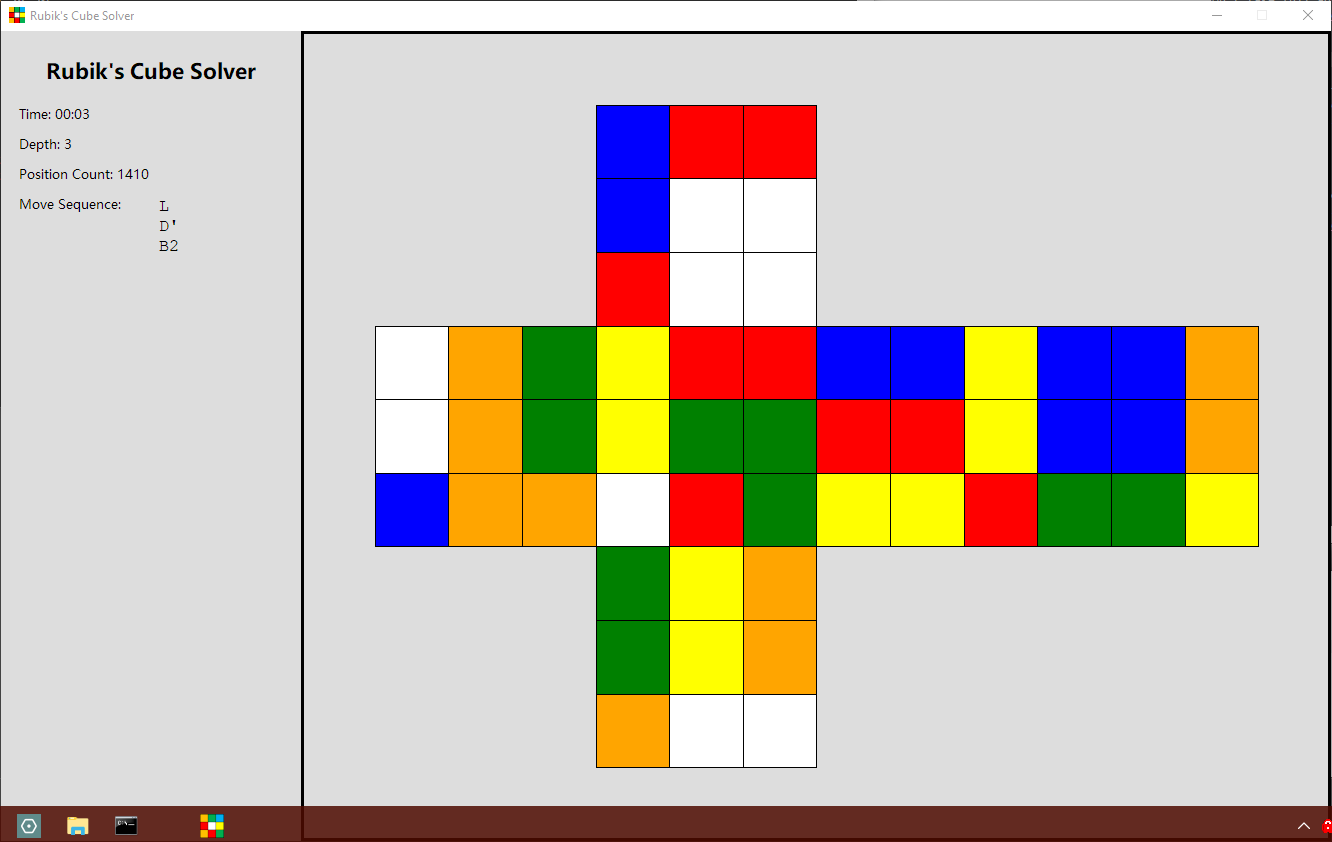 Rubik's Cube Solver
Rubik's Cube Solver
Time: 00:03
Depth: 3
Position Count: 1410
Move Sequence: L
D'
B2